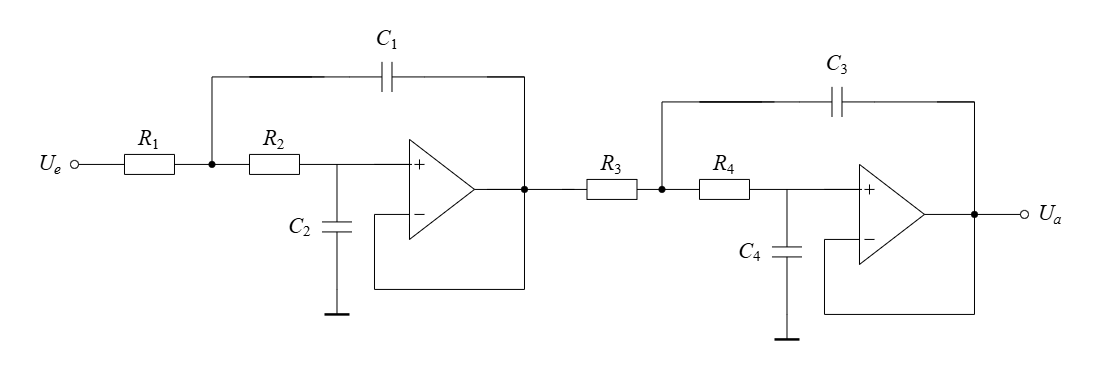 C₁
C₃
R₁
R₂
Uₑ
+
R₃
R₄
+
−
C₂
Uₐ
−
C₄